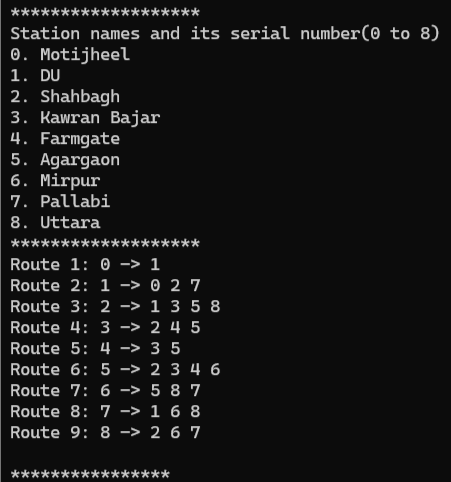 *******************
Station names and its serial number(0 to 8)
0. Motijheel
1. DU
2. Shahbagh
3. Kawran Bajar
4. Farmgate
5. Agargaon
6. Mirpur
7. Pallabi
8. Uttara
*******************
Route 1: 0 -> 1
Route 2: 1 -> 0 2 7
Route 3: 2 -> 1 3 5 8
Route 4: 3 -> 2 4 5
Route 5: 4 -> 3 5
Route 6: 5 -> 2 3 4 6
Route 7: 6 -> 5 8 7
Route 8: 7 -> 1 6 8
Route 9: 8 -> 2 6 7
****************